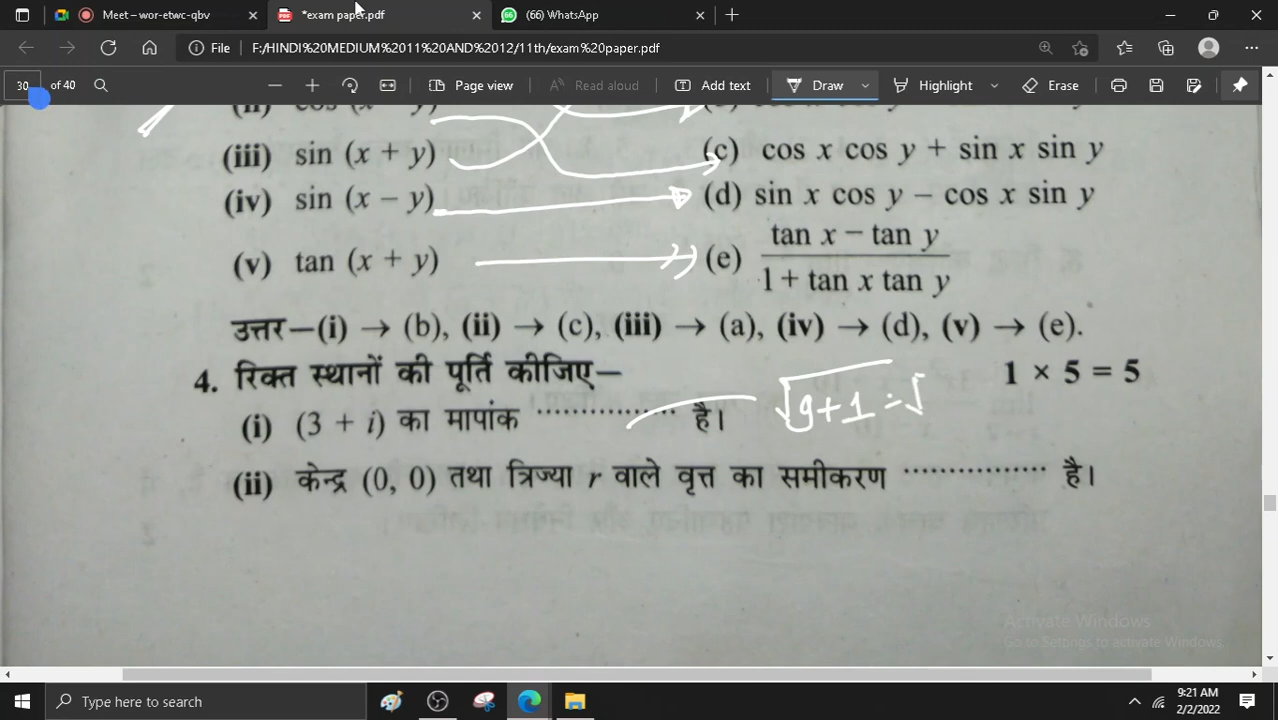 Meet – wor-etwc-qbv
*exam paper.pdf
(66) WhatsApp
File F:/HINDI%20MEDIUM%2011%20AND%2012/11th/exam%20paper.pdf
30 of 40 Page view Read aloud Add text Draw Highlight Erase
(iii) sin (x + y) (c) cos x cos y + sin x sin y
(iv) sin (x − y) (d) sin x cos y − cos x sin y
(v) tan (x + y) (e) tan x − tan y
1 + tan x tan y
उत्तर–(i) → (b), (ii) → (c), (iii) → (a), (iv) → (d), (v) → (e).
4. रिक्त स्थानों की पूर्ति कीजिए– 1 × 5 = 5
(i) (3 + i) का मापांक ················ है। √9+1 = √
(ii) केन्द्र (0, 0) तथा त्रिज्या r वाले वृत्त का समीकरण ················ है।
Activate Windows
Go to Settings to activate Windows.
Type here to search
9:21 AM
2/2/2022